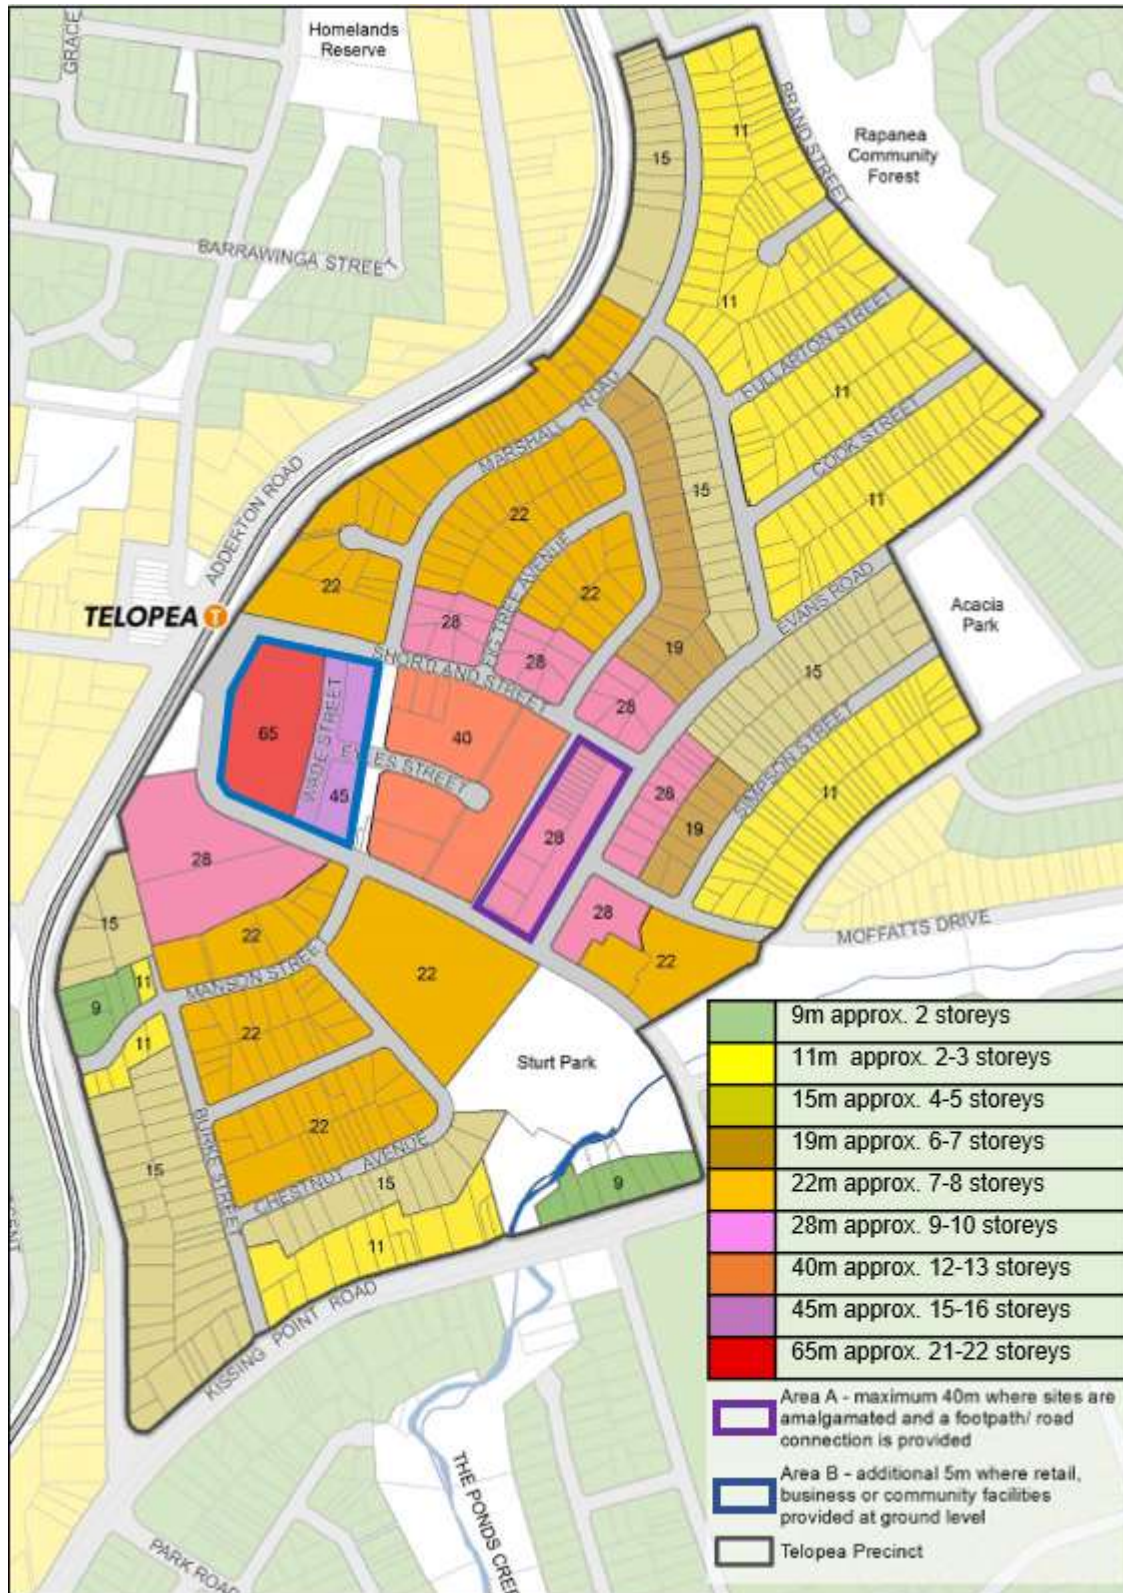 GRACE
Homelands
Reserve
BRAND STREET
Rapanea
Community
Forest
11
15
BARRAWINGA STREET
11
FULLARTON STREET
11
ROAD
MARSHALL
COOK STREET
15
11
22
ADDERTON ROAD
FIG TREE AVENUE
22
22
EVANS ROAD
Acacia
Park
TELOPEA T
28
SHORTLAND STREET
28
19
15
28
65
WADE STREET
40
SIMPSON STREET
ES STREET
45
28
11
28
19
28
15
28
MOFFATTS DRIVE
22
22
22
MANSON STREET
11
9
11
22
Sturt Park
22
BURKE STREET
CHESTNUT AVENUE
15
15
9
11
KISSING POINT ROAD
THE PONDS CREE
PARK ROAD
9m approx. 2 storeys
11m approx. 2-3 storeys
15m approx. 4-5 storeys
19m approx. 6-7 storeys
22m approx. 7-8 storeys
28m approx. 9-10 storeys
40m approx. 12-13 storeys
45m approx. 15-16 storeys
65m approx. 21-22 storeys
Area A - maximum 40m where sites are
amalgamated and a footpath/ road
connection is provided
Area B - additional 5m where retail,
business or community facilities
provided at ground level
Telopea Precinct